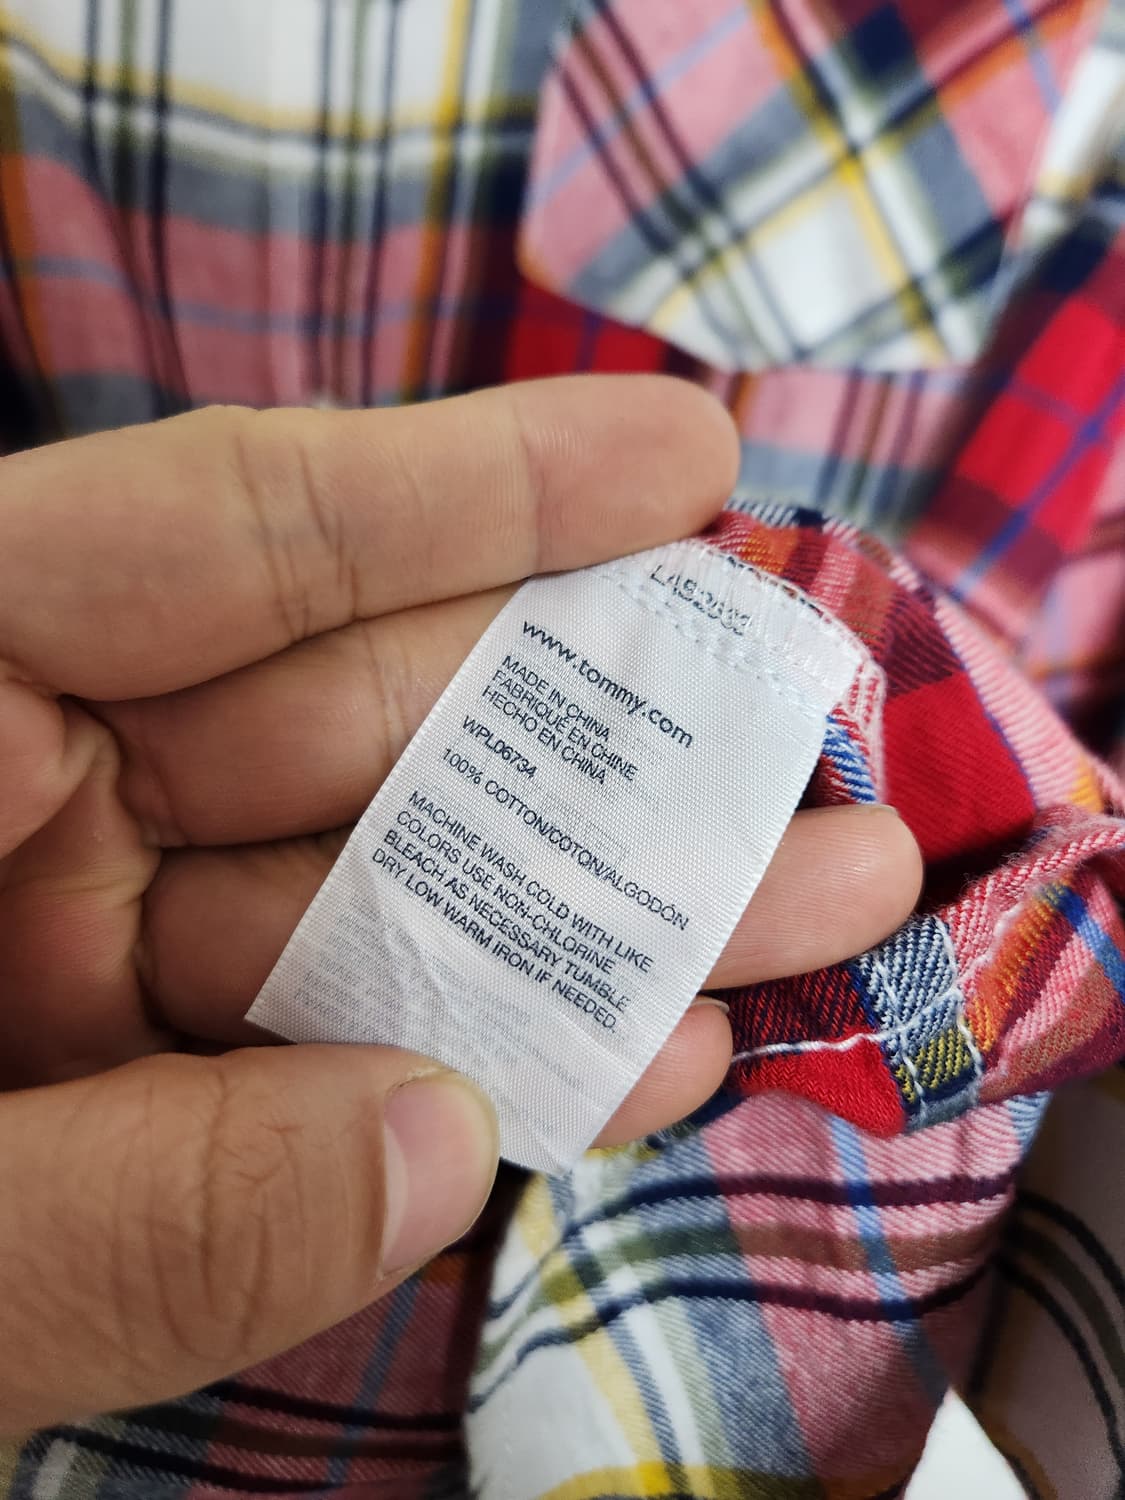 www.tommy.com
MADE IN CHINA
FABRIQUÉ EN CHINE
HECHO EN CHINA
WPL06734
100% COTTON/COTON/ALGODÓN
MACHINE WASH COLD WITH LIKE
COLORS USE NON-CHLORINE
BLEACH AS NECESSARY TUMBLE
DRY LOW WARM IRON IF NEEDED.